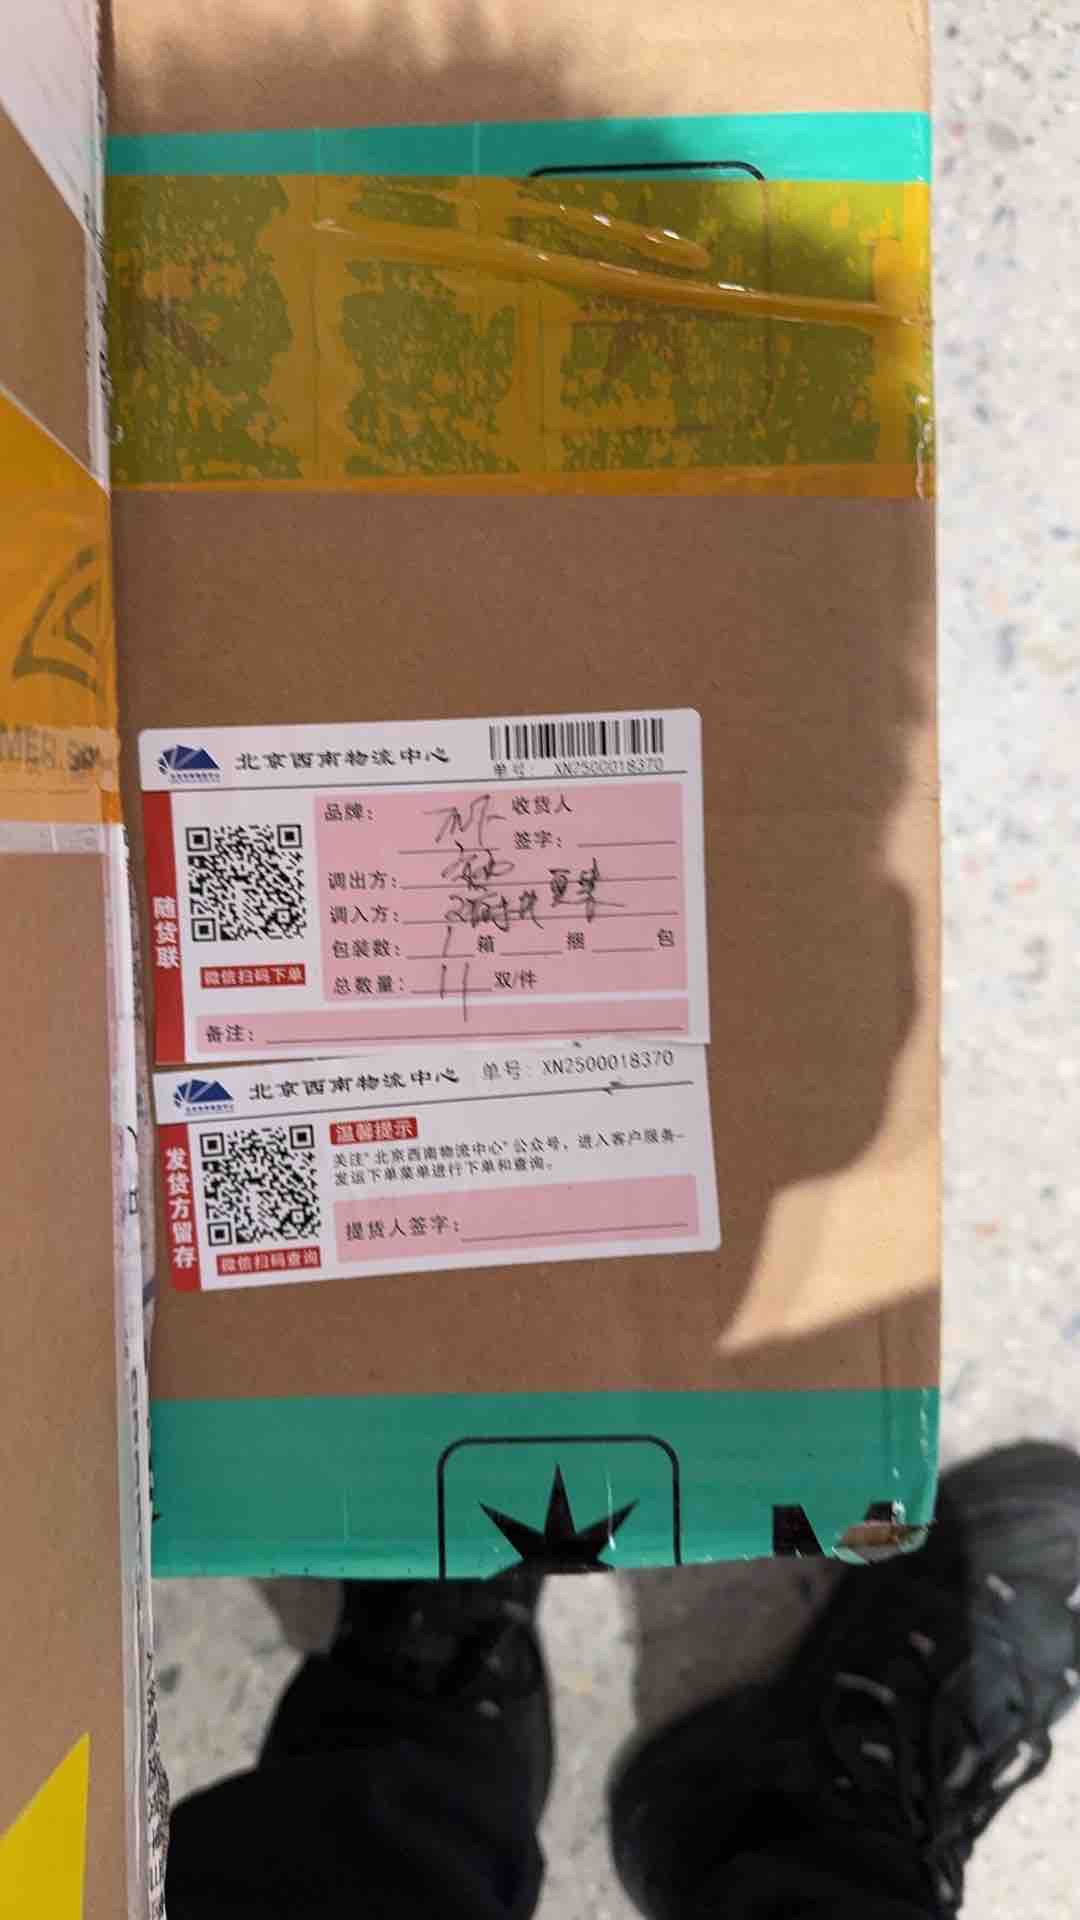 北京西南物流中心
单号: XN2500018370
随货联
微信扫码下单
品牌:
收货人
签字:
调出方:
调入方:
包装数: 1 箱 捆 包
总数量: 11 双/件
备注:
北京西南物流中心 单号: XN2500018370
发货方留存
微信扫码查询
温馨提示
关注"北京西南物流中心"公众号,进入客户服务-
发运下单菜单进行下单和查询。
提货人签字: